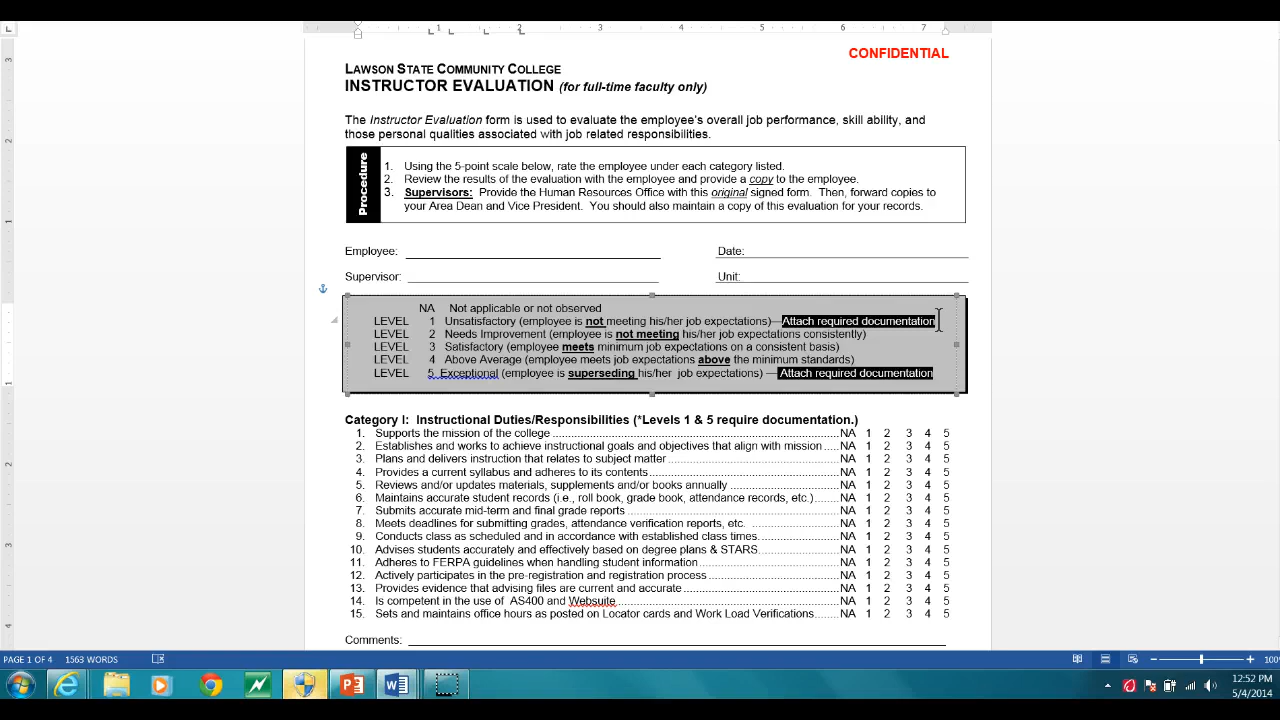 1 2 3 4 5 6 7
CONFIDENTIAL
LAWSON STATE COMMUNITY COLLEGE
INSTRUCTOR EVALUATION (for full-time faculty only)
The Instructor Evaluation form is used to evaluate the employee's overall job performance, skill ability, and
those personal qualities associated with job related responsibilities.
Procedure
1. Using the 5-point scale below, rate the employee under each category listed.
2. Review the results of the evaluation with the employee and provide a copy to the employee.
3. Supervisors: Provide the Human Resources Office with this original signed form. Then, forward copies to
your Area Dean and Vice President. You should also maintain a copy of this evaluation for your records.
Employee: Date:
Supervisor: Unit:
NA Not applicable or not observed
LEVEL 1 Unsatisfactory (employee is not meeting his/her job expectations)—Attach required documentation
LEVEL 2 Needs Improvement (employee is not meeting his/her job expectations consistently)
LEVEL 3 Satisfactory (employee meets minimum job expectations on a consistent basis)
LEVEL 4 Above Average (employee meets job expectations above the minimum standards)
LEVEL 5 Exceptional (employee is superseding his/her job expectations) — Attach required documentation
Category I: Instructional Duties/Responsibilities (*Levels 1 & 5 require documentation.)
1. Supports the mission of the college NA 1 2 3 4 5
2. Establishes and works to achieve instructional goals and objectives that align with mission NA 1 2 3 4 5
3. Plans and delivers instruction that relates to subject matter NA 1 2 3 4 5
4. Provides a current syllabus and adheres to its contents NA 1 2 3 4 5
5. Reviews and/or updates materials, supplements and/or books annually NA 1 2 3 4 5
6. Maintains accurate student records (i.e., roll book, grade book, attendance records, etc.) NA 1 2 3 4 5
7. Submits accurate mid-term and final grade reports NA 1 2 3 4 5
8. Meets deadlines for submitting grades, attendance verification reports, etc. NA 1 2 3 4 5
9. Conducts class as scheduled and in accordance with established class times. NA 1 2 3 4 5
10. Advises students accurately and effectively based on degree plans & STARS. NA 1 2 3 4 5
11. Adheres to FERPA guidelines when handling student information NA 1 2 3 4 5
12. Actively participates in the pre-registration and registration process NA 1 2 3 4 5
13. Provides evidence that advising files are current and accurate NA 1 2 3 4 5
14. Is competent in the use of AS400 and Websuite NA 1 2 3 4 5
15. Sets and maintains office hours as posted on Locator cards and Work Load Verifications NA 1 2 3 4 5
Comments:
PAGE 1 OF 4 1563 WORDS 100
12:52 PM
5/4/2014